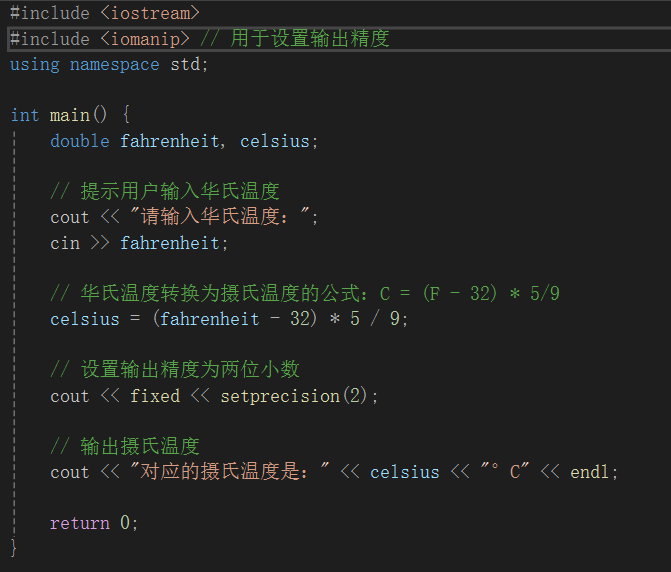 #include <iostream>
#include <iomanip> // 用于设置输出精度
using namespace std;
int main() {
double fahrenheit, celsius;
// 提示用户输入华氏温度
cout << "请输入华氏温度：";
cin >> fahrenheit;
// 华氏温度转换为摄氏温度的公式：C = (F - 32) * 5/9
celsius = (fahrenheit - 32) * 5 / 9;
// 设置输出精度为两位小数
cout << fixed << setprecision(2);
// 输出摄氏温度
cout << "对应的摄氏温度是：" << celsius << "°C" << endl;
return 0;
}